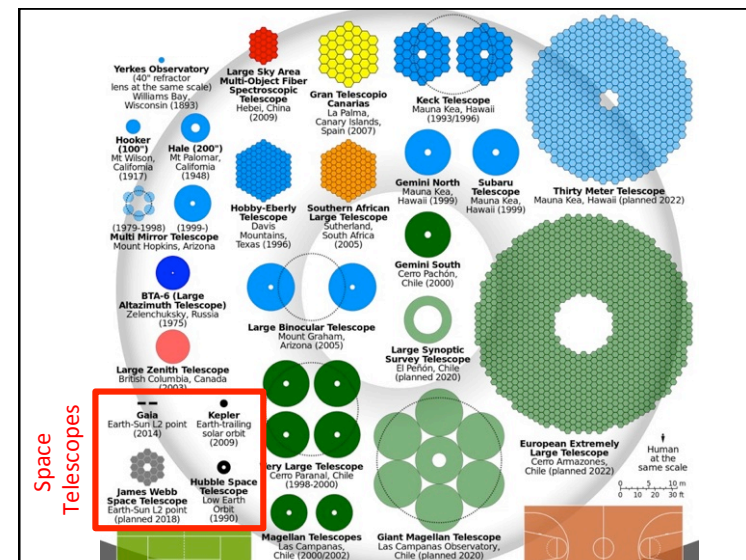 Yerkes Observatory
(40" refractor
lens at the same scale)
Williams Bay,
Wisconsin (1893)
Large Sky Area
Multi-Object Fiber
Spectroscopic
Telescope
Hebei, China
(2009)
Gran Telescopio
Canarias
La Palma,
Canary Islands,
Spain (2007)
Keck Telescope
Mauna Kea, Hawaii
(1993/1996)
Thirty Meter Telescope
Mauna Kea, Hawaii (planned 2022)
Hooker
(100")
Mt Wilson,
California
(1917)
Hale (200")
Mt Palomar,
California
(1948)
(1979-1998) (1999-)
Multi Mirror Telescope
Mount Hopkins, Arizona
Hobby-Eberly
Telescope
Davis
Mountains,
Texas (1996)
Southern African
Large Telescope
Sutherland,
South Africa
(2005)
Gemini North
Mauna Kea,
Hawaii (1999)
Subaru
Telescope
Mauna Kea,
Hawaii (1999)
Gemini South
Cerro Pachón,
Chile (2000)
BTA-6 (Large
Altazimuth Telescope)
Zelenchuksky, Russia
(1975)
Large Binocular Telescope
Mount Graham,
Arizona (2005)
Large Synoptic
Survey Telescope
El Peñón, Chile
(planned 2020)
Large Zenith Telescope
British Columbia, Canada
(2003)
Space
Telescopes
Gaia
Earth-Sun L2 point
(2014)
Kepler
Earth-trailing
solar orbit
(2009)
James Webb
Space Telescope
Earth-Sun L2 point
(planned 2018)
Hubble Space
Telescope
Low Earth
Orbit
(1990)
ery Large Telescope
Cerro Paranal, Chile
(1998-2000)
Magellan Telescopes
Las Campanas,
Chile (2000/2002)
Giant Magellan Telescope
Las Campanas Observatory,
Chile (planned 2020)
European Extremely
Large Telescope
Cerro Armazones,
Chile (planned 2022)
Human
at the
same scale
0 5 10 m
0 30 ft